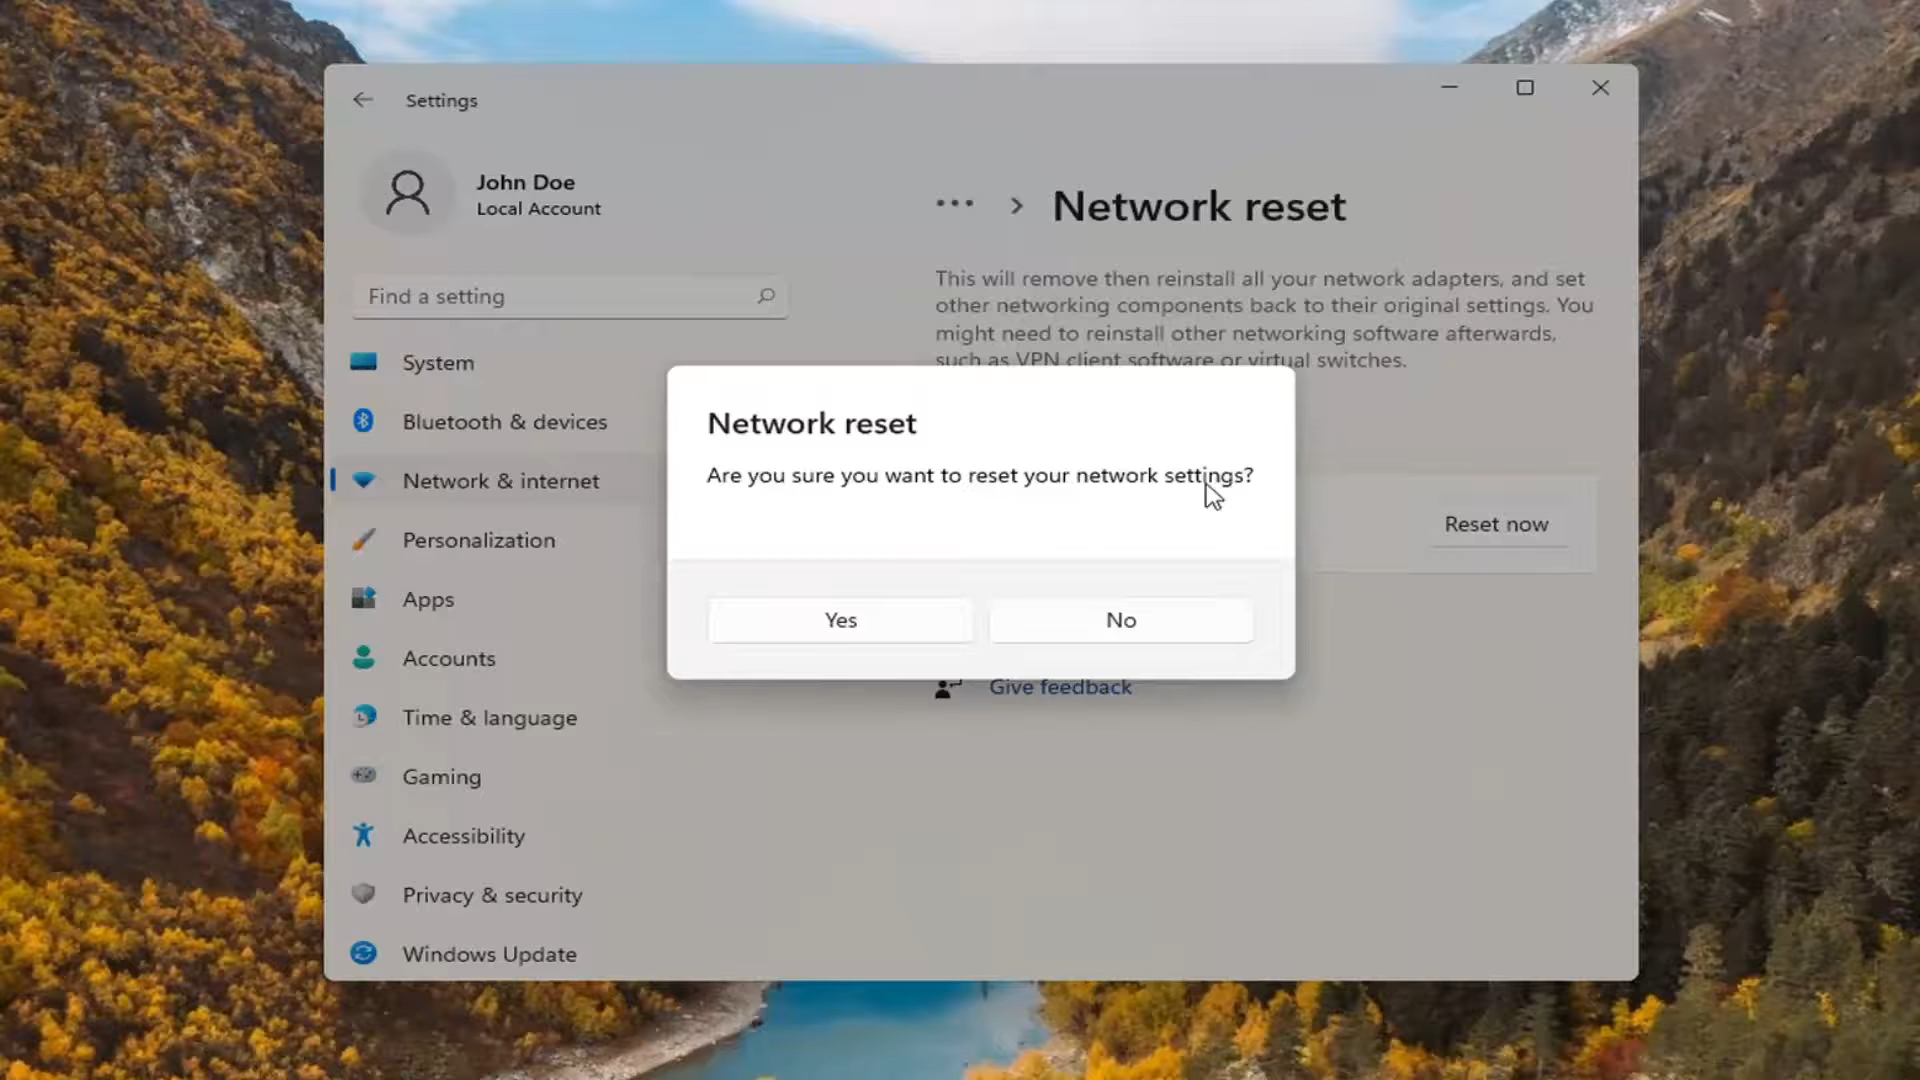 Settings
John Doe
Local Account
Find a setting
System
Bluetooth & devices
Network & internet
Personalization
Apps
Accounts
Time & language
Gaming
Accessibility
Privacy & security
Windows Update
Network reset
This will remove then reinstall all your network adapters, and set
other networking components back to their original settings. You
might need to reinstall other networking software afterwards,
such as VPN client software or virtual switches.
Reset now
Network reset
Are you sure you want to reset your network settings?
Yes
No
Give feedback